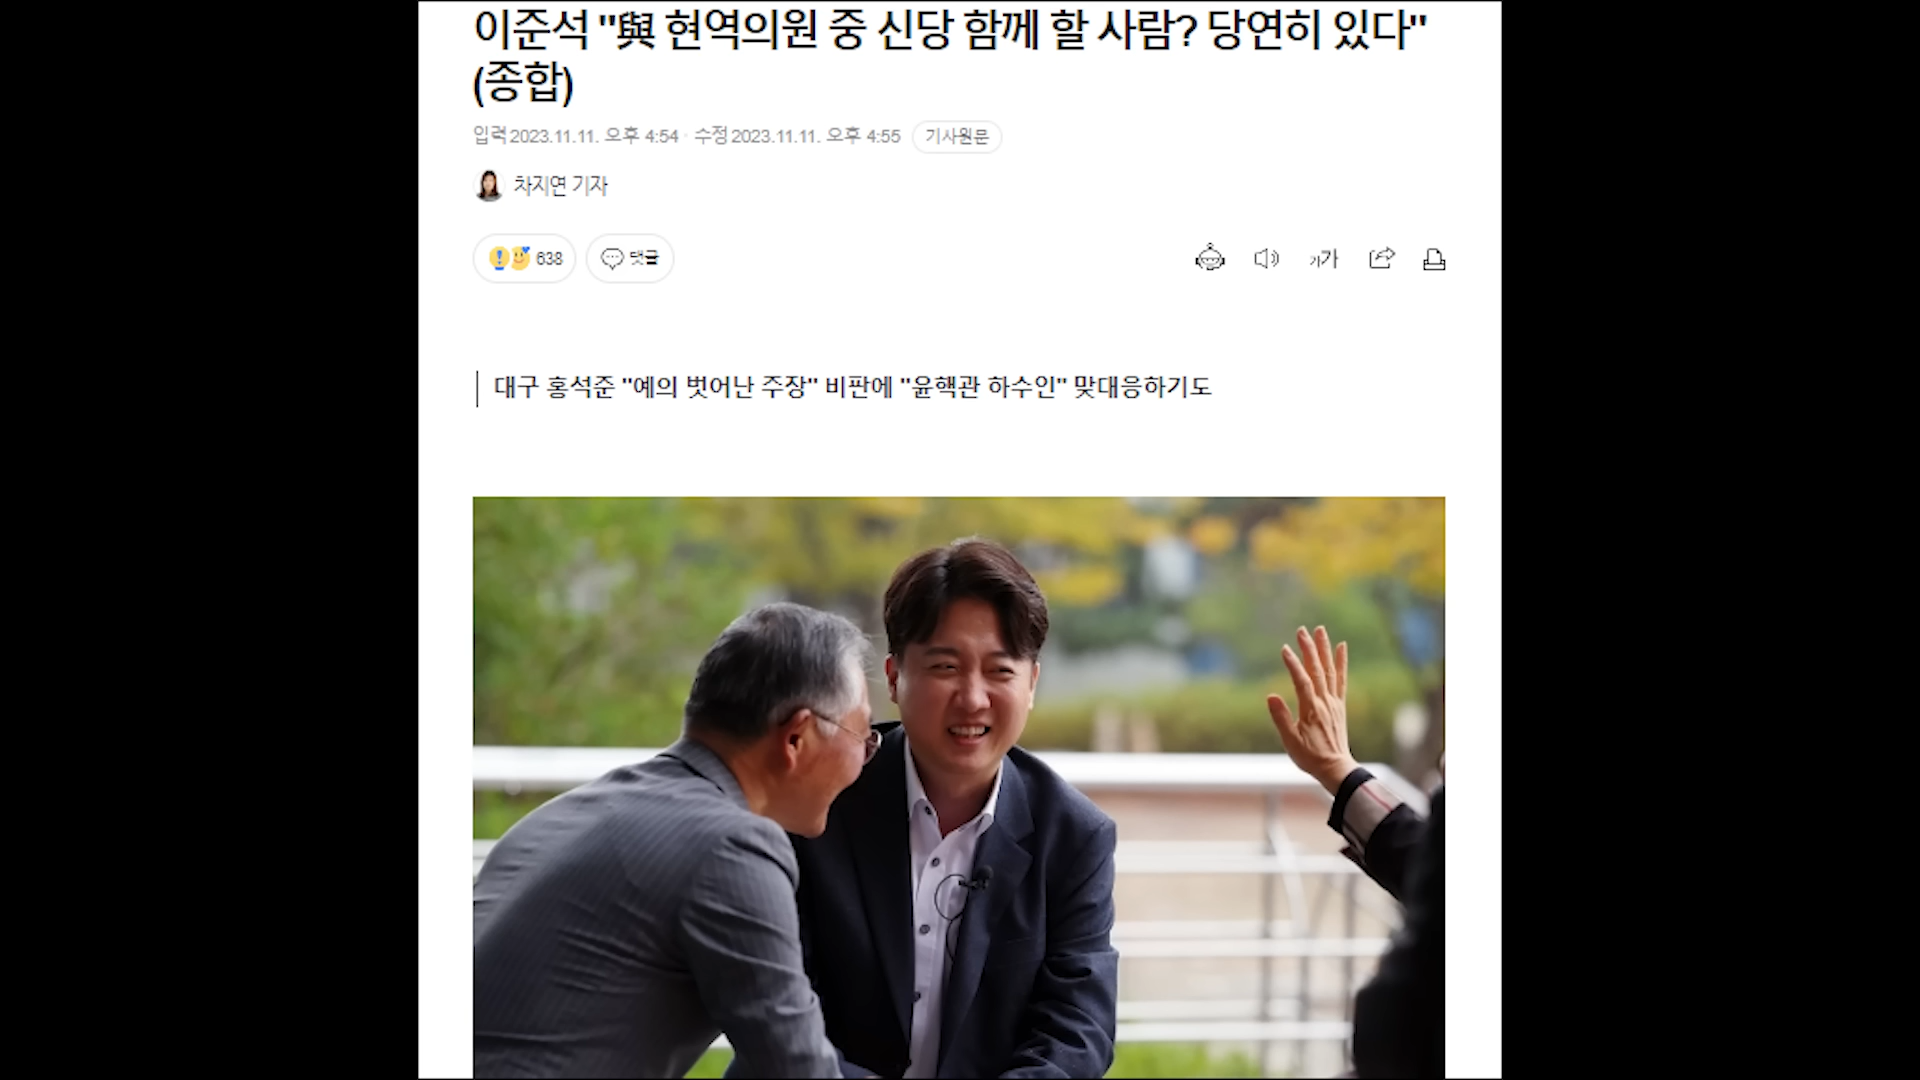 이준석 "與 현역의원 중 신당 함께 할 사람? 당연히 있다"
(종합)
입력 2023.11.11. 오후 4:54 · 수정 2023.11.11. 오후 4:55 기사원문
차지연 기자
638 댓글 가가
대구 홍석준 "예의 벗어난 주장" 비판에 "윤핵관 하수인" 맞대응하기도